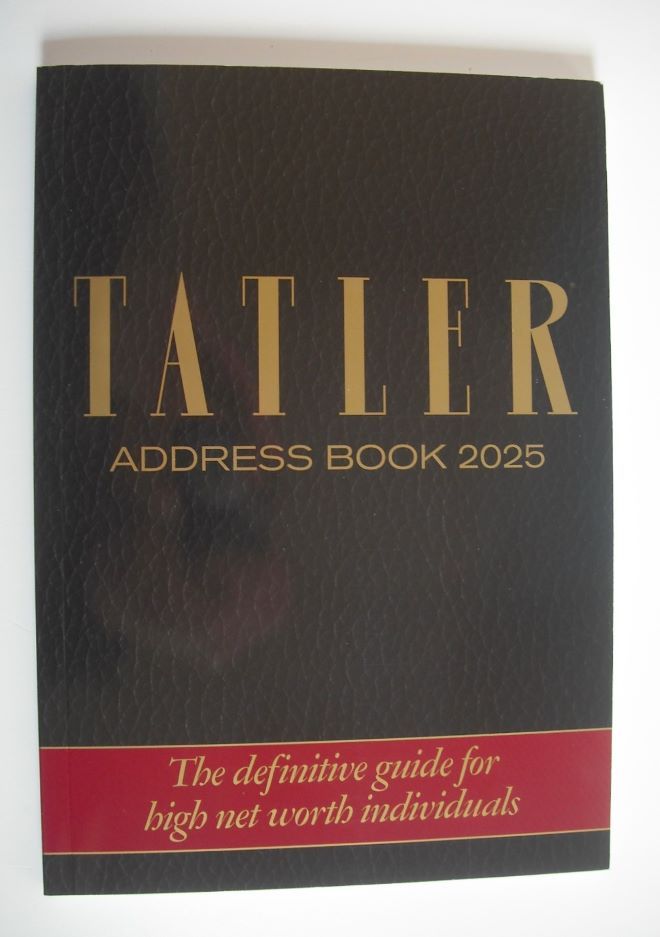 TATLER
ADDRESS BOOK 2025
The definitive guide for
high net worth individuals